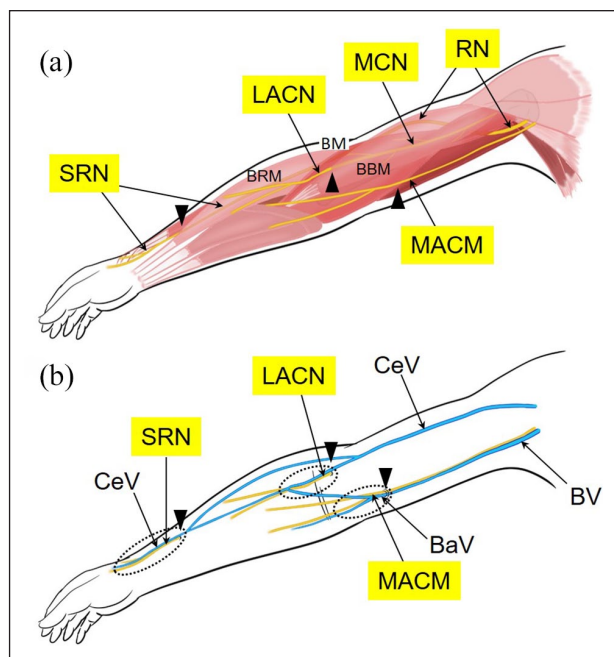 (a)
MCN
RN
LACN
BM
SRN
BRM
BBM
MACM
(b)
CeV
LACN
SRN
CeV
BV
BaV
MACM